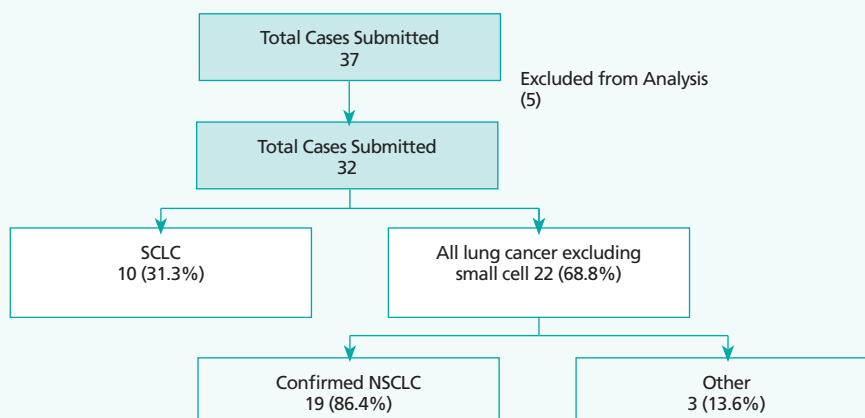 Total Cases Submitted
37
Excluded from Analysis
(5)
Total Cases Submitted
32
SCLC
10 (31.3%)
All lung cancer excluding
small cell 22 (68.8%)
Confirmed NSCLC
19 (86.4%)
Other
3 (13.6%)